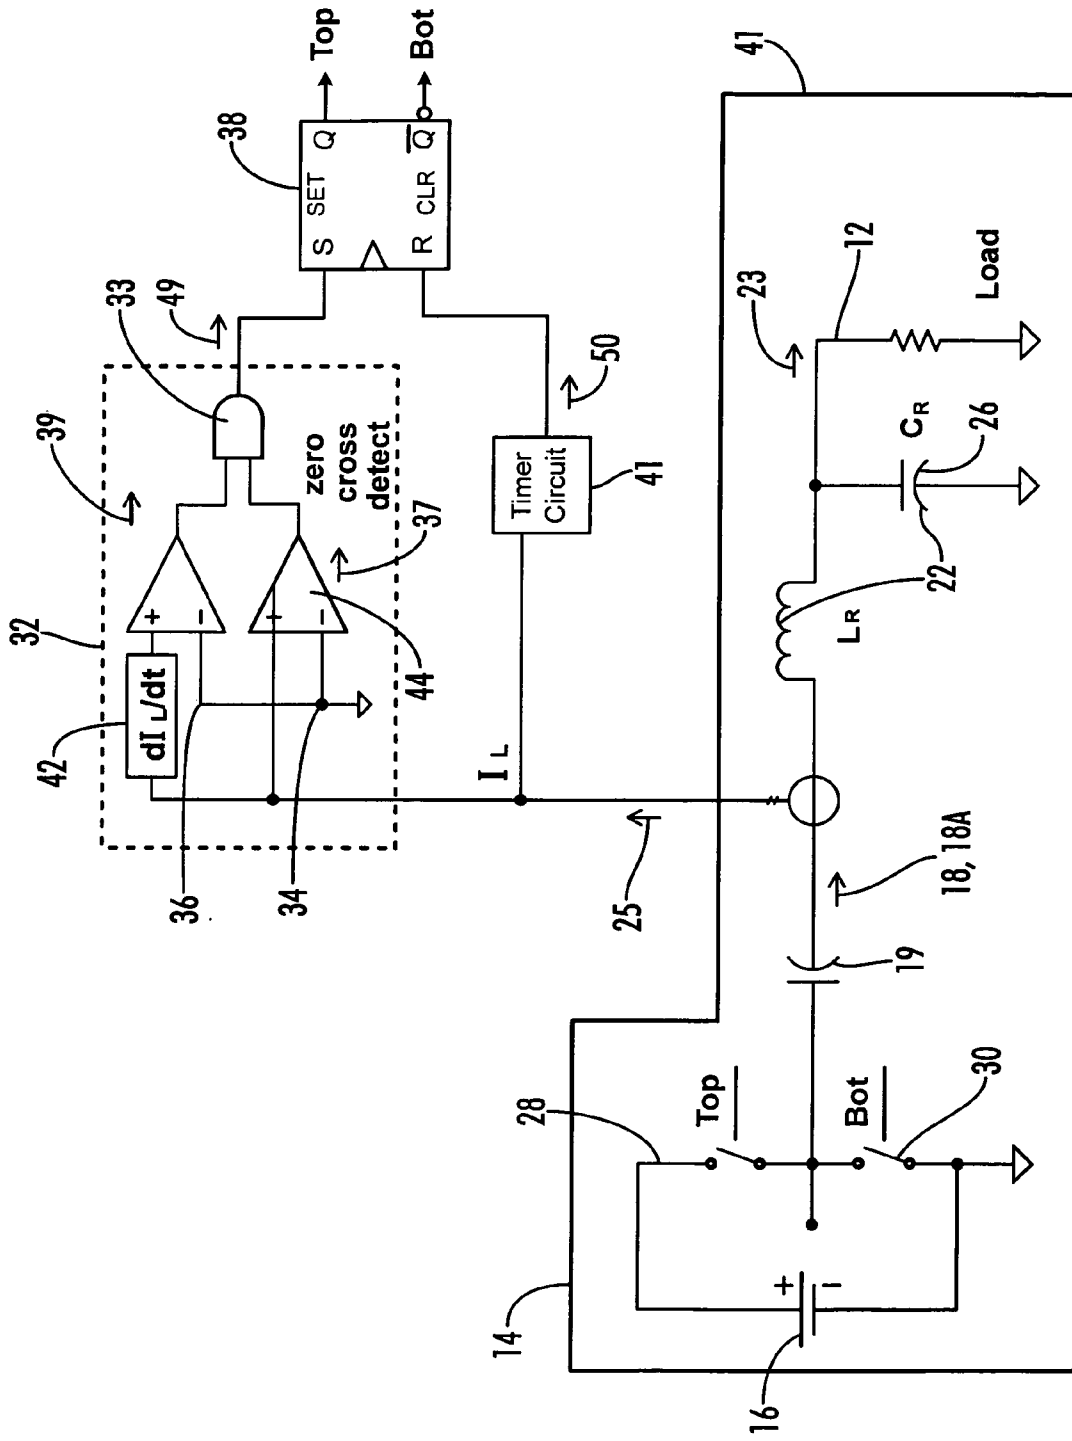 Top
Bot
38
S SET Q
R CLR Q
33
49
39
32
+
−
+
−
42
dI L/dt
zero
cross
detect
37
44
36
34
50
Timer
Circuit
41
I L
25
41
23
12
Load
C R
26
22
L R
18, 18A
19
28
Top
Bot
30
14
+
−
16